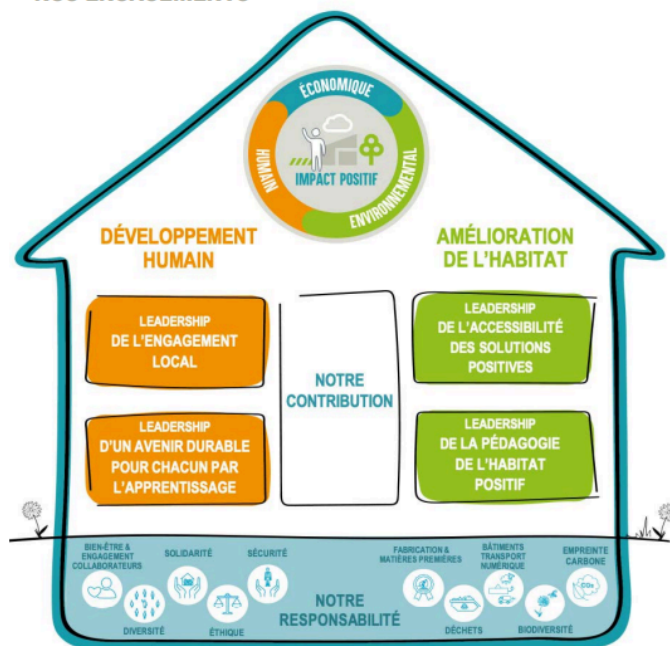 NOS ENGAGEMENTS
ÉCONOMIQUE
HUMAIN
IMPACT POSITIF
ENVIRONNEMENTAL
DÉVELOPPEMENT
HUMAIN
AMÉLIORATION
DE L'HABITAT
LEADERSHIP
DE L'ENGAGEMENT
LOCAL
LEADERSHIP
D'UN AVENIR DURABLE
POUR CHACUN PAR
L'APPRENTISSAGE
NOTRE
CONTRIBUTION
LEADERSHIP
DE L'ACCESSIBILITÉ
DES SOLUTIONS
POSITIVES
LEADERSHIP
DE LA PÉDAGOGIE
DE L'HABITAT
POSITIF
BIEN-ÊTRE &
ENGAGEMENT
COLLABORATEURS
DIVERSITÉ
SOLIDARITÉ
ÉTHIQUE
SÉCURITÉ
NOTRE
RESPONSABILITÉ
FABRICATION &
MATIÈRES PREMIÈRES
DÉCHETS
BÂTIMENTS
TRANSPORT
NUMÉRIQUE
BIODIVERSITÉ
EMPREINTE
CARBONE